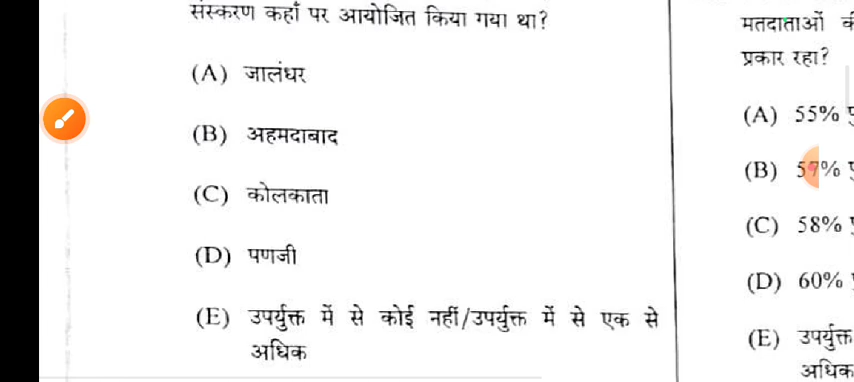 संस्करण कहाँ पर आयोजित किया गया था?
(A) जालंधर
(B) अहमदाबाद
(C) कोलकाता
(D) पणजी
(E) उपर्युक्त में से कोई नहीं/उपर्युक्त में से एक से
अधिक
मतदाताओं
प्रकार रहा?
(A) 55%
(B)
(C) 58%
(D) 60%
(E) उपर्युक्त
अधिक